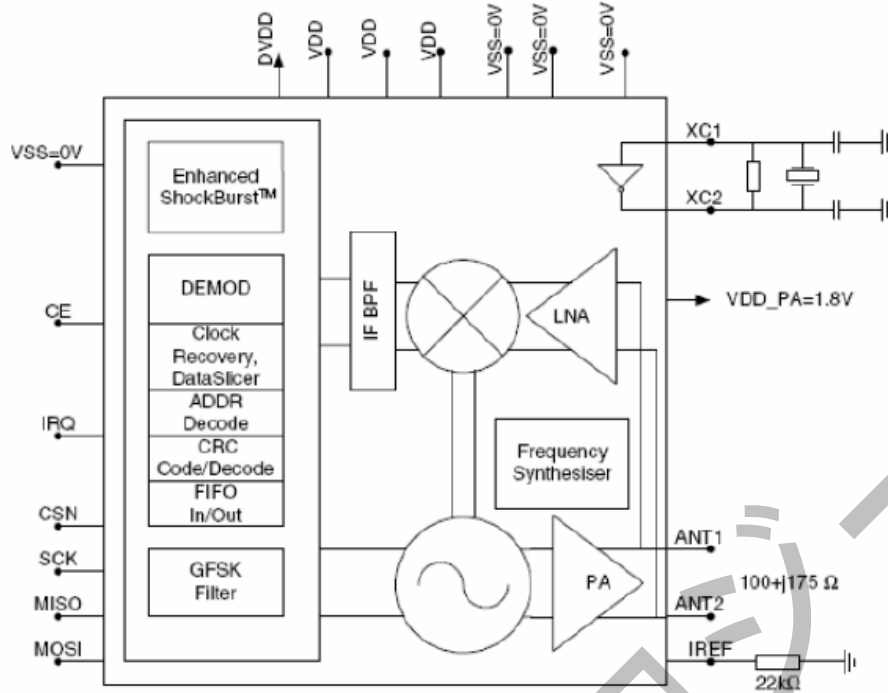 DVDD
VDD
VDD
VDD
VSS=0V
VSS=0V
VSS=0V
VSS=0V
Enhanced
ShockBurst™
XC1
XC2
DEMOD
IF BPF
LNA
VDD_PA=1.8V
CE
Clock
Recovery,
DataSlicer
ADDR
Decode
IRQ
CRC
Code/Decode
Frequency
Synthesiser
FIFO
In/Out
CSN
SCK
GFSK
Filter
PA
ANT1
100+j175 Ω
MISO
ANT2
MOSI
IREF
22kΩ